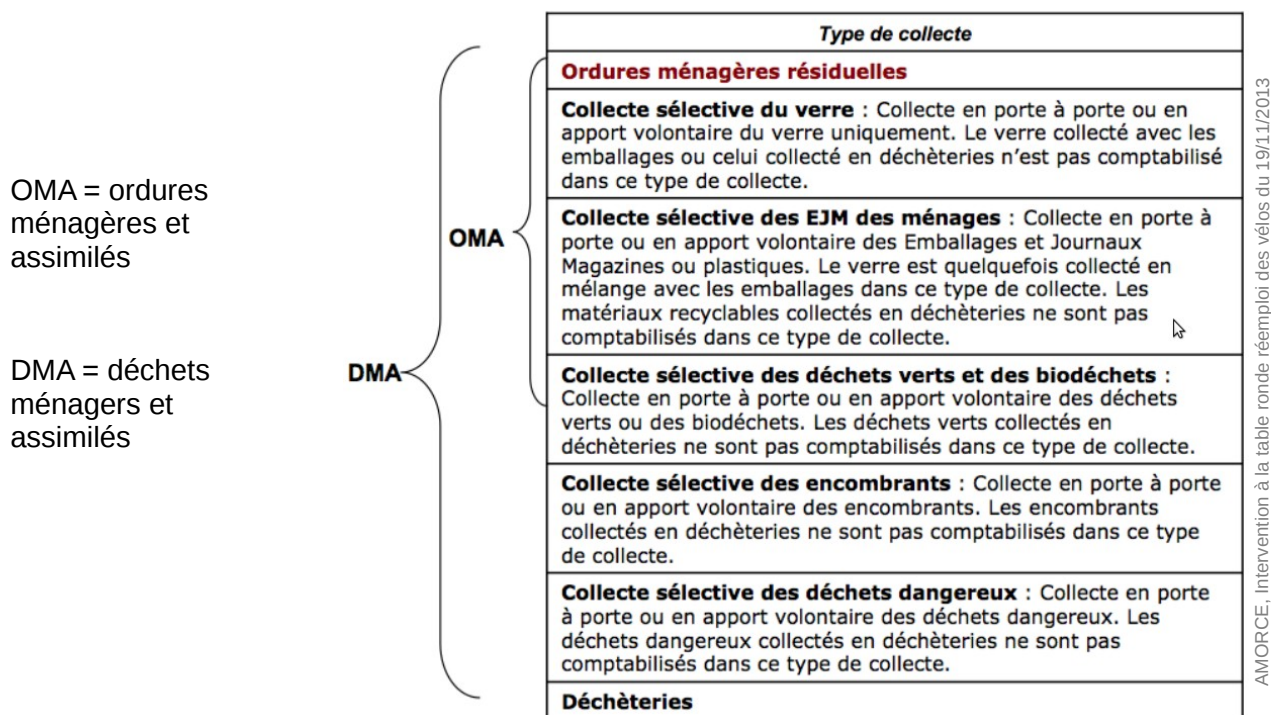 Type de collecte
Ordures ménagères résiduelles
Collecte sélective du verre : Collecte en porte à porte ou en
apport volontaire du verre uniquement. Le verre collecté avec les
emballages ou celui collecté en déchèteries n'est pas comptabilisé
dans ce type de collecte.
OMA = ordures
ménagères et
assimilés
OMA
Collecte sélective des EJM des ménages : Collecte en porte à
porte ou en apport volontaire des Emballages et Journaux
Magazines ou plastiques. Le verre est quelquefois collecté en
mélange avec les emballages dans ce type de collecte. Les
matériaux recyclables collectés en déchèteries ne sont pas
comptabilisés dans ce type de collecte.
DMA = déchets
ménagers et
assimilés
DMA
Collecte sélective des déchets verts et des biodéchets :
Collecte en porte à porte ou en apport volontaire des déchets
verts ou des biodéchets. Les déchets verts collectés en
déchèteries ne sont pas comptabilisés dans ce type de collecte.
Collecte sélective des encombrants : Collecte en porte à porte
ou en apport volontaire des encombrants. Les encombrants
collectés en déchèteries ne sont pas comptabilisés dans ce type
de collecte.
Collecte sélective des déchets dangereux : Collecte en porte
à porte ou en apport volontaire des déchets dangereux. Les
déchets dangereux collectés en déchèteries ne sont pas
comptabilisés dans ce type de collecte.
Déchèteries
AMORCE, Intervention à la table ronde réemploi des vélos du 19/11/2013